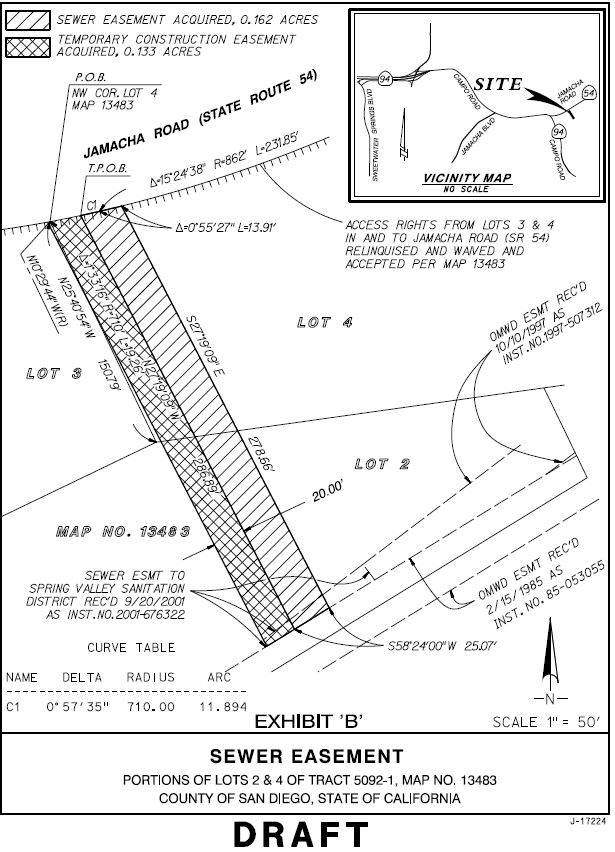 SEWER EASEMENT ACQUIRED, 0.162 ACRES
TEMPORARY CONSTRUCTION EASEMENT
ACQUIRED, 0.133 ACRES
P.O.B.
NW COR. LOT 4
MAP 13483
JAMACHA ROAD (STATE ROUTE 54)
T.P.O.B.
Δ=15°24'38" R=862' L=231.85'
C1
Δ=0°55'27" L=13.91'
94
SWEETWATER SPRINGS BLVD
CAMPO ROAD
SITE
JAMACHA ROAD
54
JAMACHA BLVD
94
CAMPO ROAD
VICINITY MAP
NO SCALE
ACCESS RIGHTS FROM LOTS 3 & 4
IN AND TO JAMACHA ROAD (SR 54)
RELINQUISED AND WAIVED AND
ACCEPTED PER MAP 13483
N10°29'44"W(R)
N25°40'54"W
150.79'
Δ=1°33'16" R=710' L=19.26'
N27°19'09"W
286.89'
S27°19'09" E
278.66'
LOT 4
LOT 3
LOT 2
OMWD ESMT REC'D
10/10/1997 AS
INST.NO.1997-507312
20.00'
MAP NO. 13483
SEWER ESMT TO
SPRING VALLEY SANITATION
DISTRICT REC'D 9/20/2001
AS INST.NO.2001-676322
OMWD ESMT REC'D
2/15/1985 AS
INST. NO. 85-053055
S58°24'00"W 25.07'
CURVE TABLE
NAME DELTA RADIUS ARC
C1 0°57'35" 710.00 11.894
N
EXHIBIT 'B'
SCALE 1"= 50'
SEWER EASEMENT
PORTIONS OF LOTS 2 & 4 OF TRACT 5092-1, MAP NO. 13483
COUNTY OF SAN DIEGO, STATE OF CALIFORNIA
J-17224
DRAFT